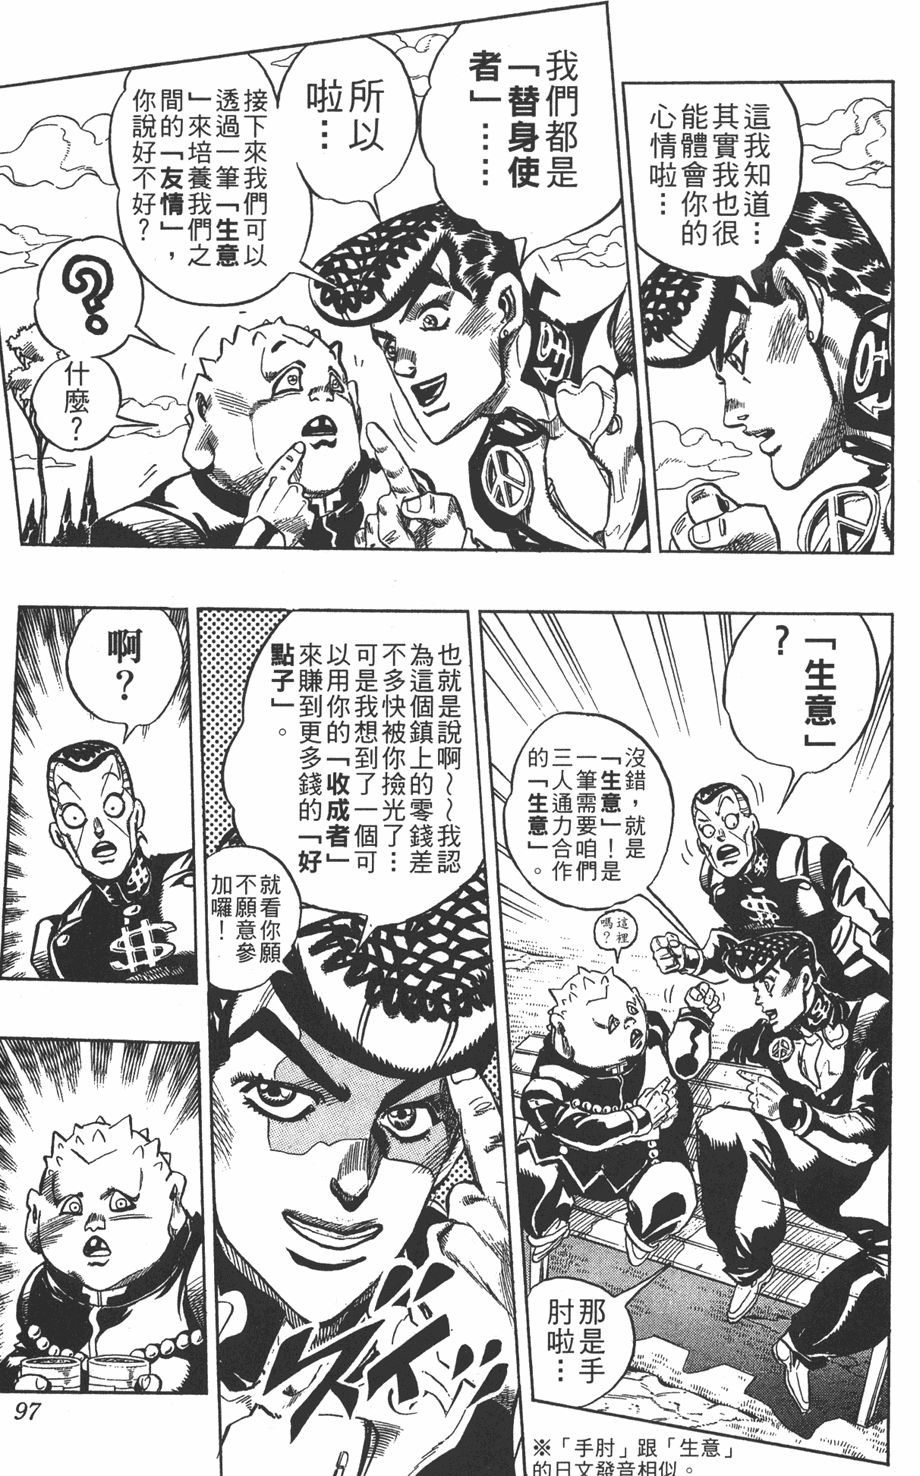 這我知道…
其實我也很
能體會你的
心情啦…
我們都是
「替身使
者」……
所以
啦…
接下來我們可以
透過一筆「生意
」來培養我們之
間的「友情」，
你說好不好？
？
什麼？
「生意」
？
沒錯，就是
「生意」！是
一筆需要咱們
三人通力合作
的「生意」。
這裡
嗎？
那是手
肘啦…
※「手肘」跟「生意」
的日文發音相似。
也就是說啊～～我認
為這個鎮上的零錢差
不多快被你撿光了…
可是我想到了一個可
以用你的「收成者」
來賺到更多錢的「好
點子」。
就看你願
不願意參
加囉！
ズイッ
啊？
97